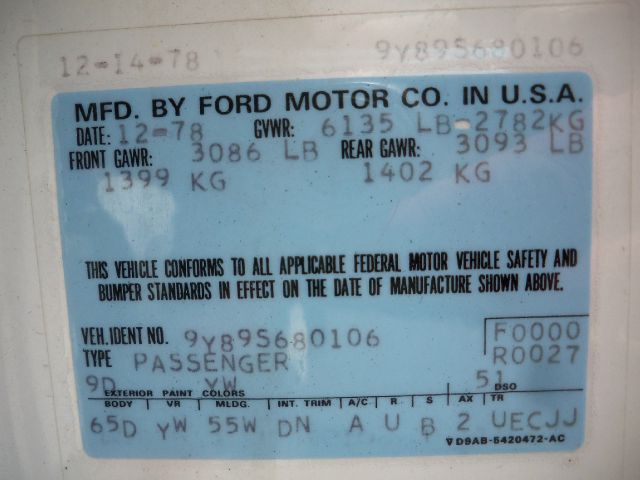 12-14-78 9Y89S680106
MFD. BY FORD MOTOR CO. IN U.S.A.
DATE: 12-78 GVWR: 6135 LB-2782KG
FRONT GAWR: 3086 LB REAR GAWR: 3093 LB
1399 KG 1402 KG
THIS VEHICLE CONFORMS TO ALL APPLICABLE FEDERAL MOTOR VEHICLE SAFETY AND
BUMPER STANDARDS IN EFFECT ON THE DATE OF MANUFACTURE SHOWN ABOVE.
VEH. IDENT NO. 9Y89S680106 F0000
TYPE PASSENGER R0027
9D YW 51
EXTERIOR PAINT COLORS DSO
BODY VR MLDG. INT. TRIM A/C R S AX TR
65D YW 55W DN A U B 2 UECJJ
D9AB-5420472-AC